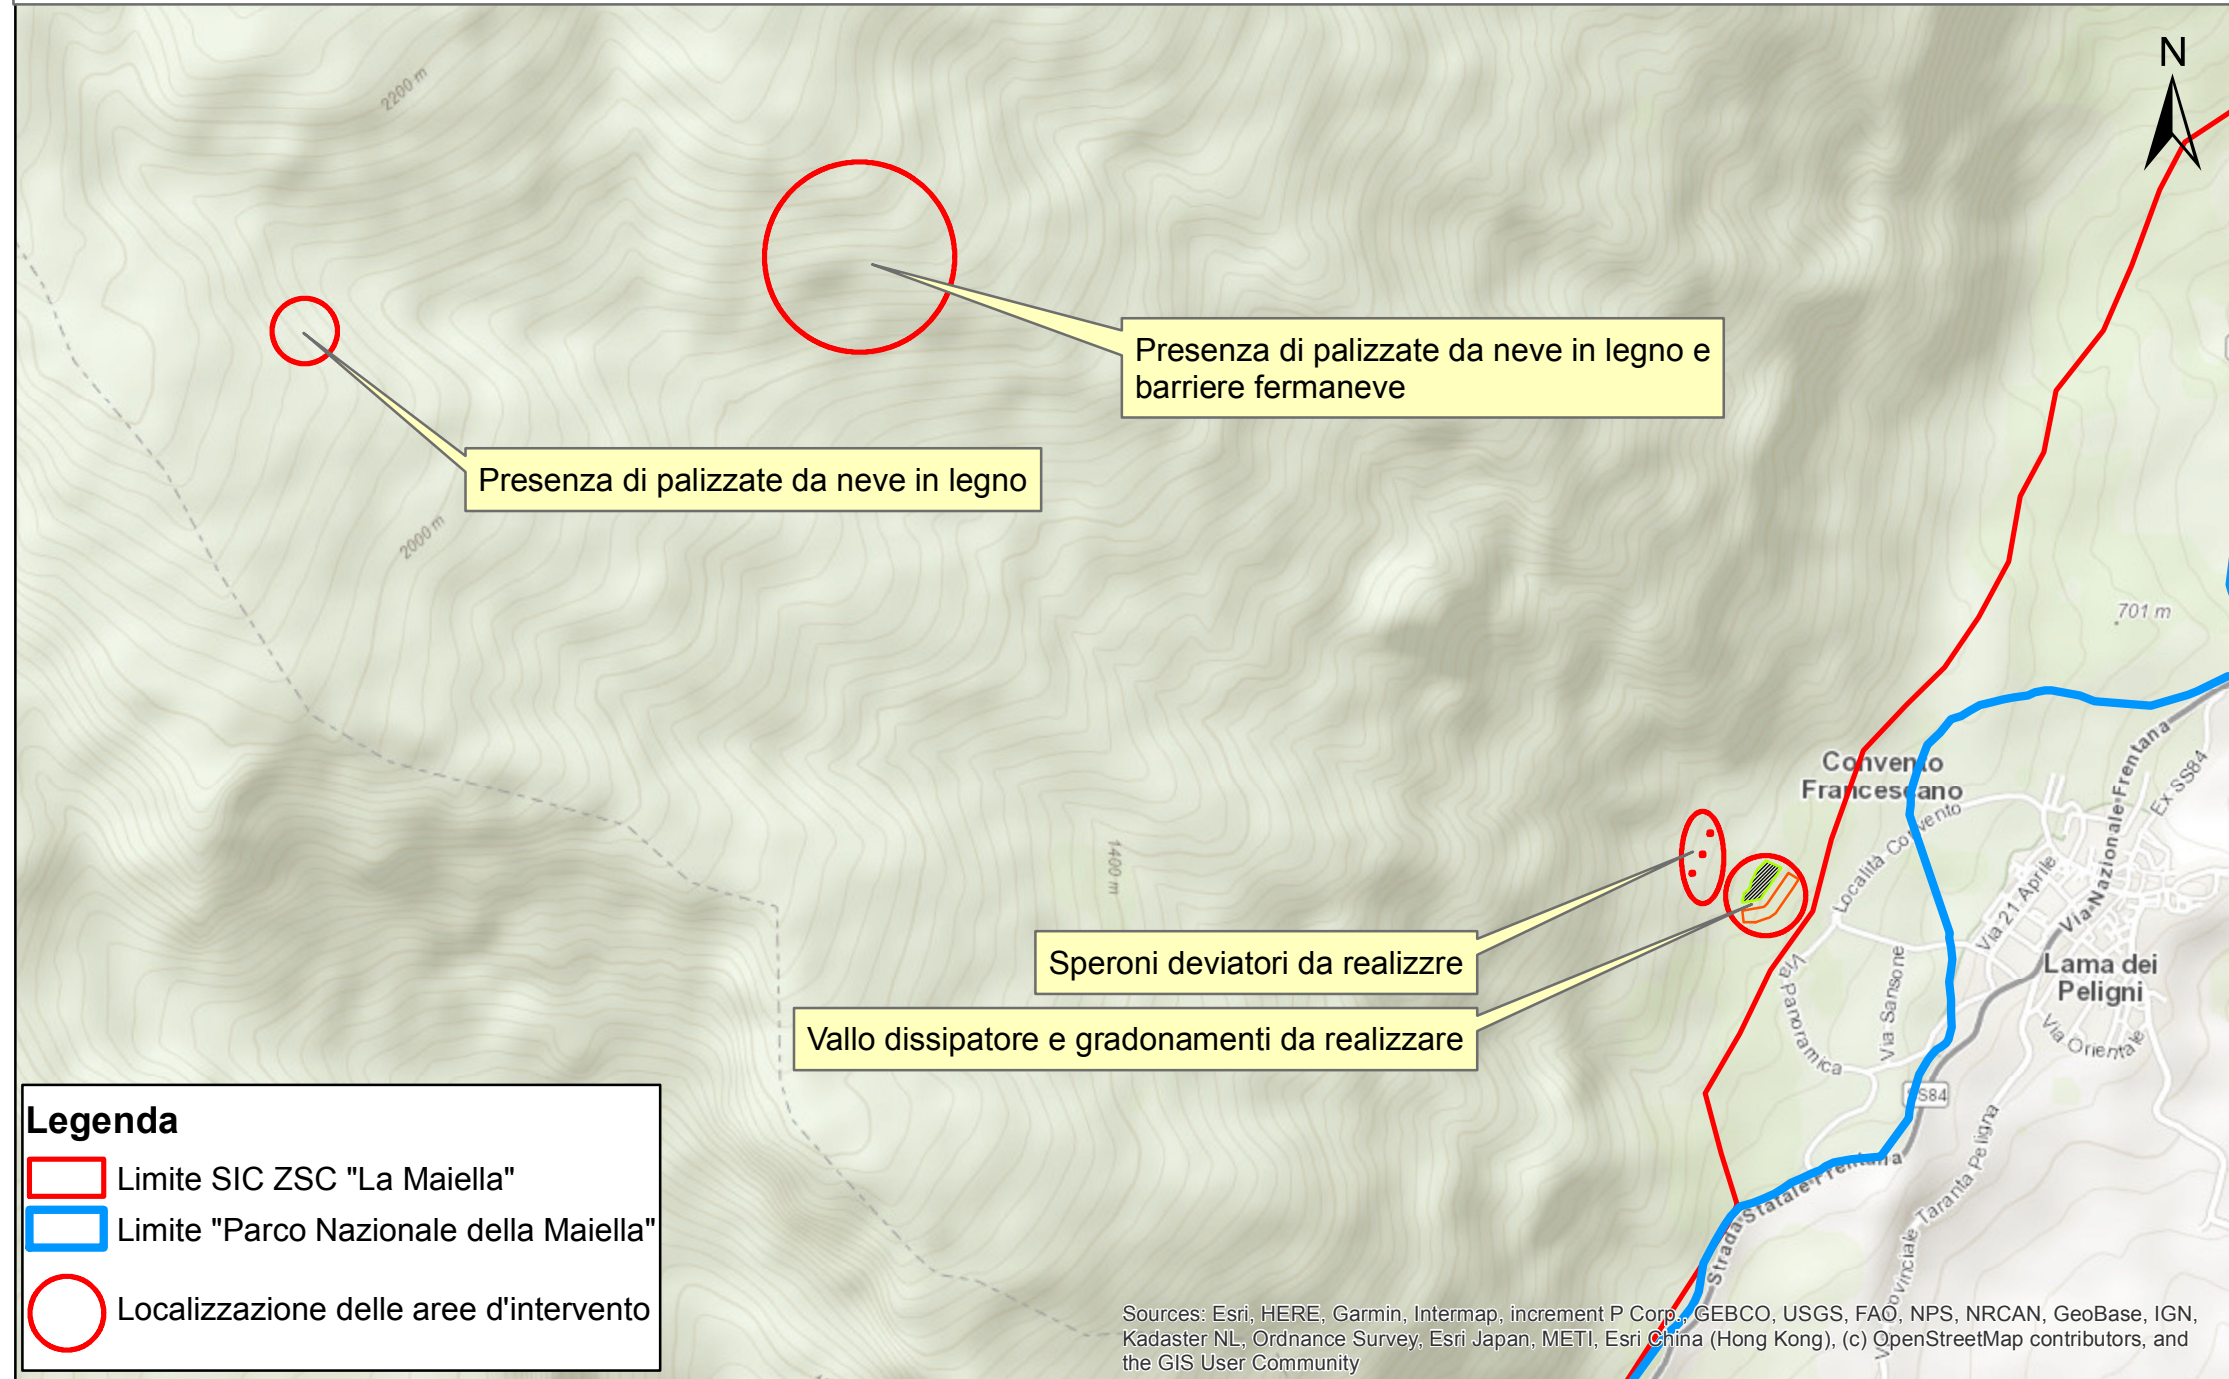 N
2200 m
Presenza di palizzate da neve in legno e
barriere fermaneve
Presenza di palizzate da neve in legno
2000 m
701 m
Convento
Francescano
Località Convento
Via Nazionale Frentana
Ex SS84
Via 21 Aprile
1400 m
Speroni deviatori da realizzre
Vallo dissipatore e gradonamenti da realizzare
Lama dei
Peligni
Via Panoramica
Via Sansone
Via Orientale
SS84
Strada Statale Frentana
Provinciale Taranta Peligna
Legenda
Limite SIC ZSC "La Maiella"
Limite "Parco Nazionale della Maiella"
Localizzazione delle aree d'intervento
Sources: Esri, HERE, Garmin, Intermap, increment P Corp., GEBCO, USGS, FAO, NPS, NRCAN, GeoBase, IGN,
Kadaster NL, Ordnance Survey, Esri Japan, METI, Esri China (Hong Kong), (c) OpenStreetMap contributors, and
the GIS User Community